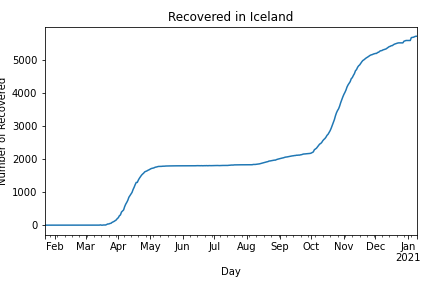 Recovered in Iceland
Number of Recovered
5000
4000
3000
2000
1000
0
Feb Mar Apr May Jun Jul Aug Sep Oct Nov Dec Jan
2021
Day